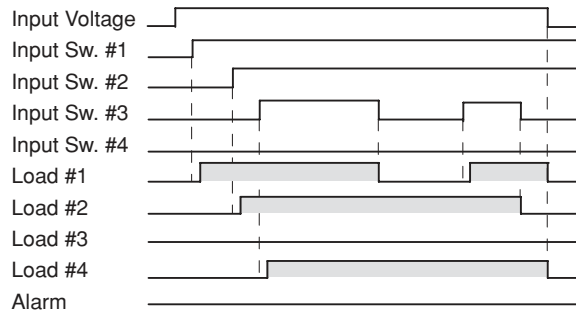 Input Voltage
Input Sw. #1
Input Sw. #2
Input Sw. #3
Input Sw. #4
Load #1
Load #2
Load #3
Load #4
Alarm